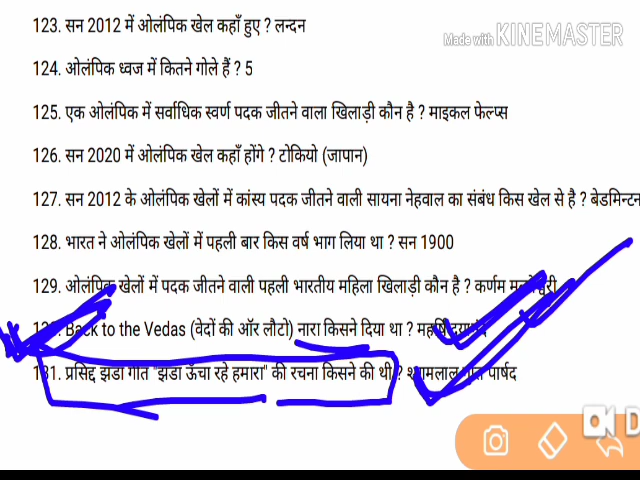 123. सन 2012 में ओलंपिक खेल कहाँ हुए ? लन्दन
Made with KINEMASTER
124. ओलंपिक ध्वज में कितने गोले हैं ? 5
125. एक ओलंपिक में सर्वाधिक स्वर्ण पदक जीतने वाला खिलाड़ी कौन है ? माइकल फेल्प्स
126. सन 2020 में ओलंपिक खेल कहाँ होंगे ? टोकियो (जापान)
127. सन 2012 के ओलंपिक खेलों में कांस्य पदक जीतने वाली सायना नेहवाल का संबंध किस खेल से है ? बेडमिन्टन
128. भारत ने ओलंपिक खेलों में पहली बार किस वर्ष भाग लिया था ? सन 1900
129. ओलंपिक खेलों में पदक जीतने वाली पहली भारतीय महिला खिलाड़ी कौन है ? कर्णम
Back to the Vedas (वेदों की ऑर लौटो) नारा किसने दिया था ? महर्षि
131. प्रसिद्द झंडा गीत "झंडा ऊँचा रहे हमारा" की रचना किसने की थी ? श्यामलाल पार्षद
D